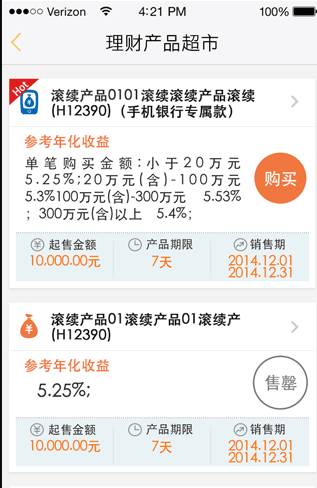 Verizon 4:21 PM 100%
理财产品超市
Hot
滚续产品0101滚续滚续产品滚续
(H12390)（手机银行专属款）
参考年化收益
单笔购买金额:小于20万元
5.25%;20万元(含)-100万元
5.3%100万元(含)-300万元 5.53%
; 300万元(含)以上 5.4%;
购买
起售金额 产品期限 销售期
10,000.00元 7天 2014.12.01
2014.12.31
滚续产品01滚续产品01滚续产
(H12390)
参考年化收益
5.25%;
售罄
起售金额 产品期限 销售期
10,000.00元 7天 2014.12.01
2014.12.31